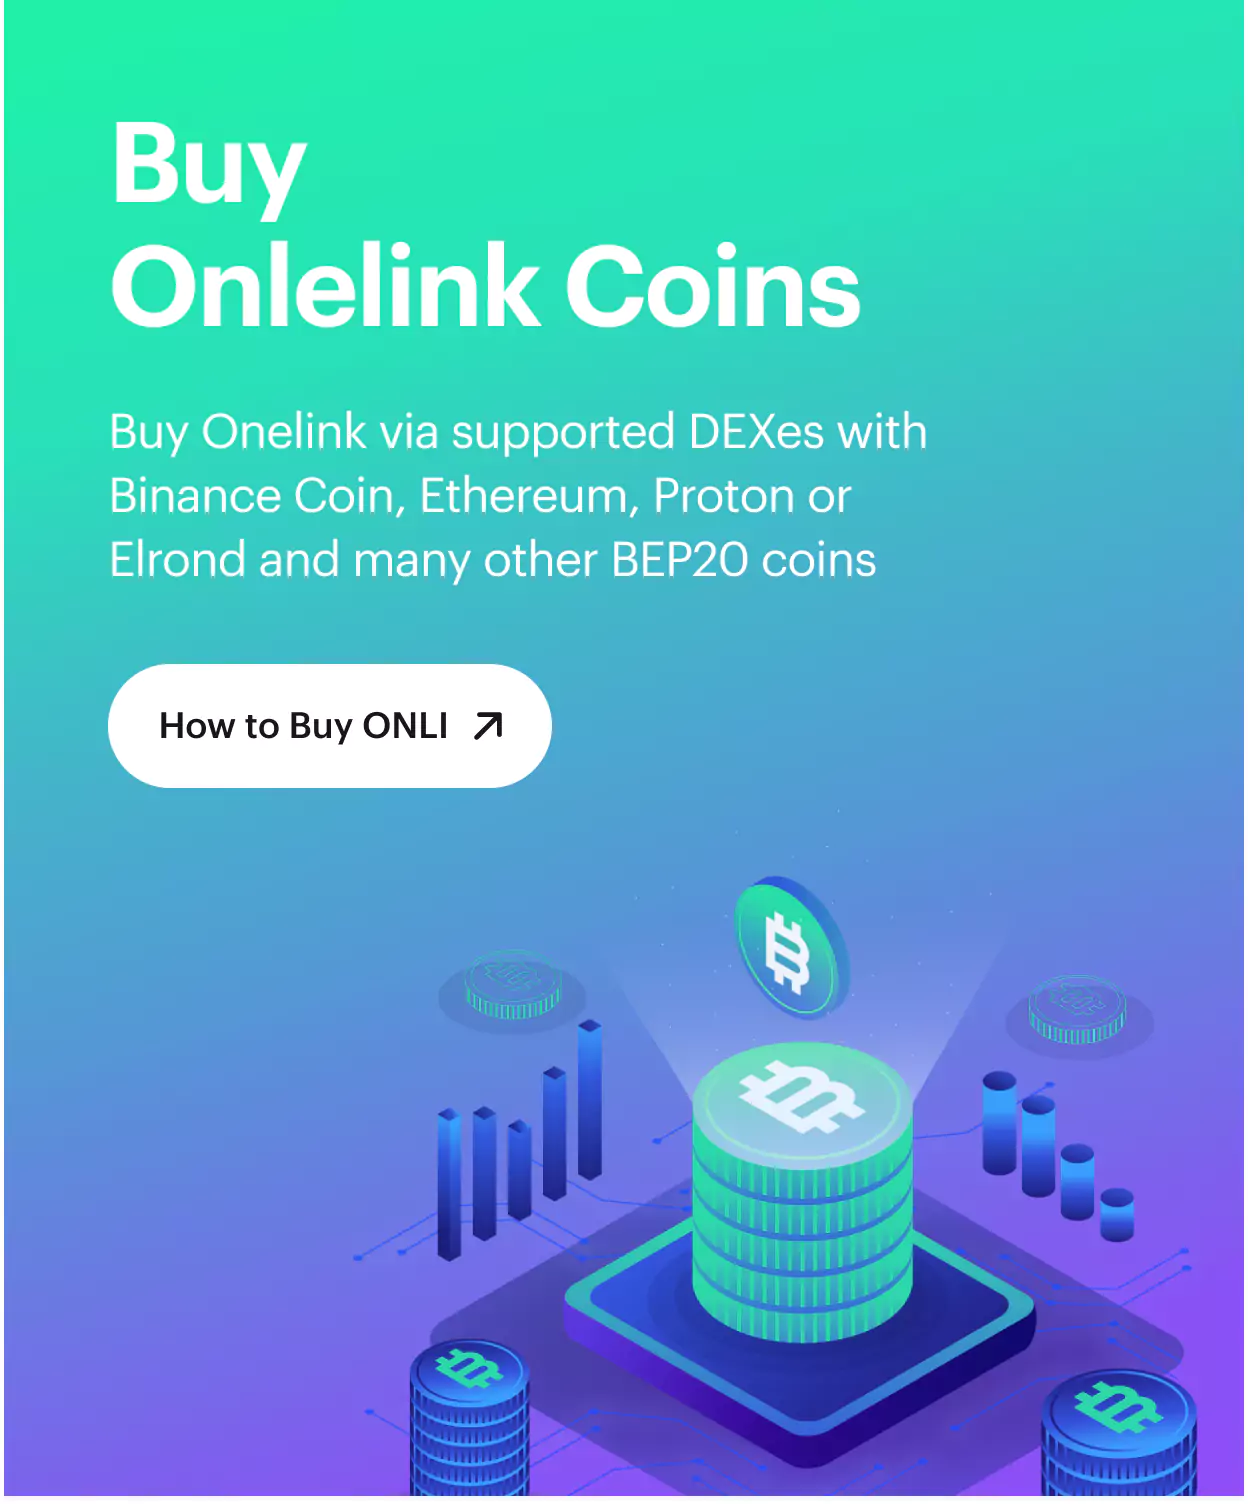 Buy
Onlelink Coins
Buy Onelink via supported DEXes with
Binance Coin, Ethereum, Proton or
Elrond and many other BEP20 coins
How to Buy ONLI